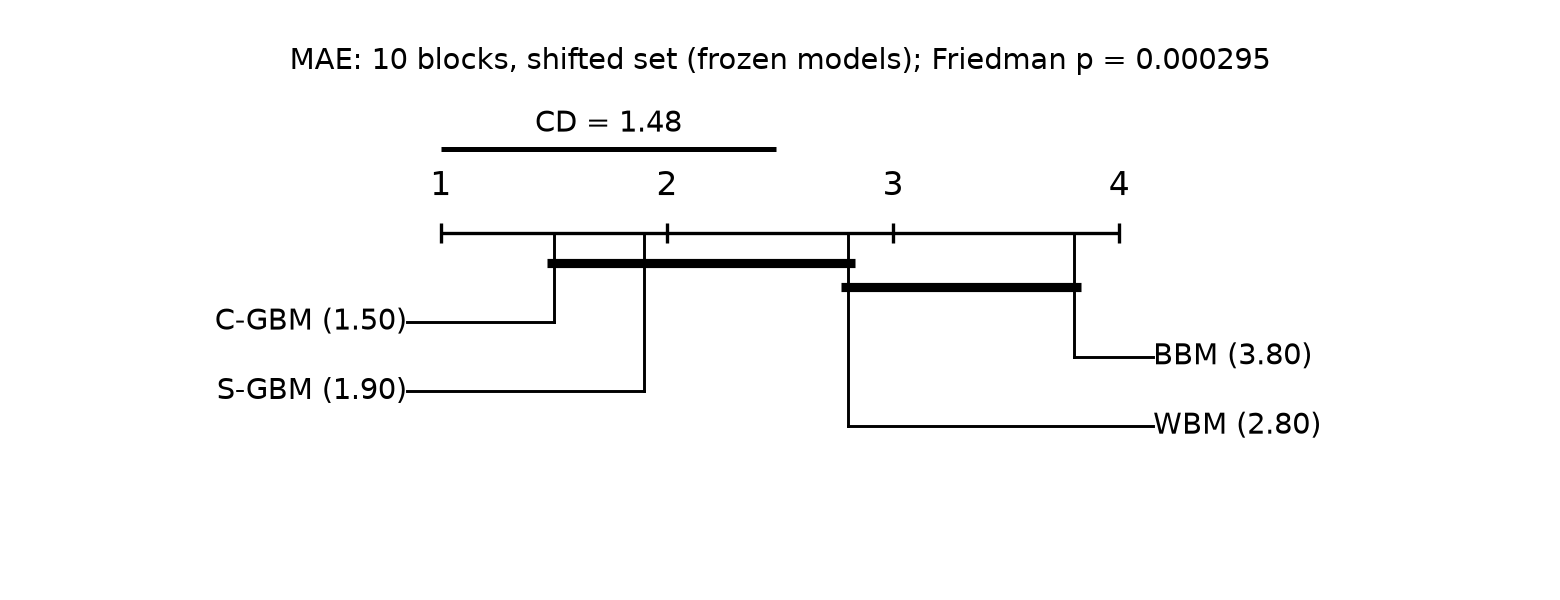 MAE: 10 blocks, shifted set (frozen models); Friedman p = 0.000295
CD = 1.48
1 2 3 4
C-GBM (1.50)
BBM (3.80)
S-GBM (1.90)
WBM (2.80)